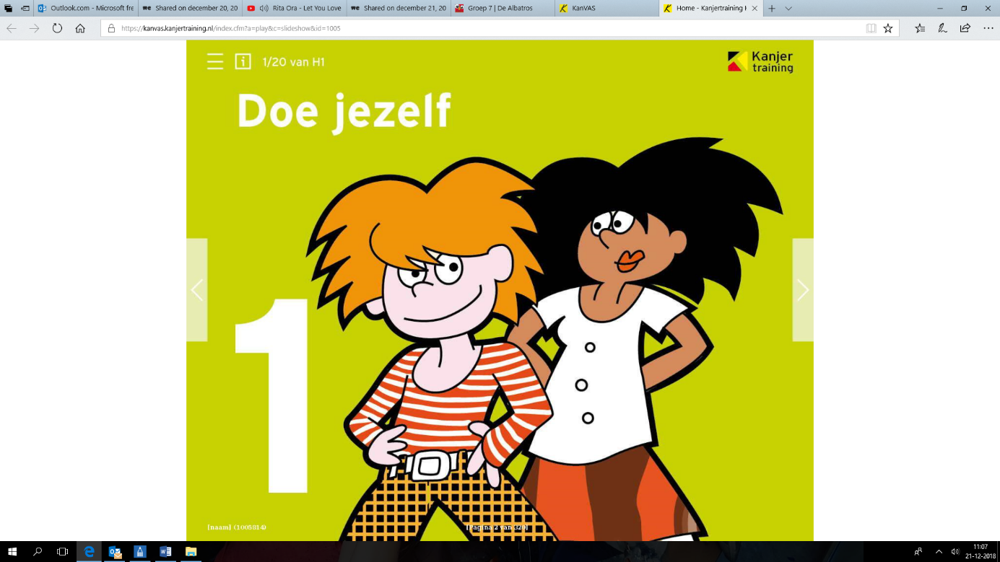 Outlook.com - Microsoft fre
Shared on december 20, 20
Rita Ora - Let You Love
Shared on december 21, 20
Groep 7 | De Albatros
KanVAS
Home - Kanjertraining
https://kanvas.kanjertraining.nl/index.cfm?a=play&c=slideshow&id=1005
1/20 van H1
Kanjer
training
Doe jezelf
1
[naam] (1005814)
[Pagina 2 van 320]
11:07
21-12-2018